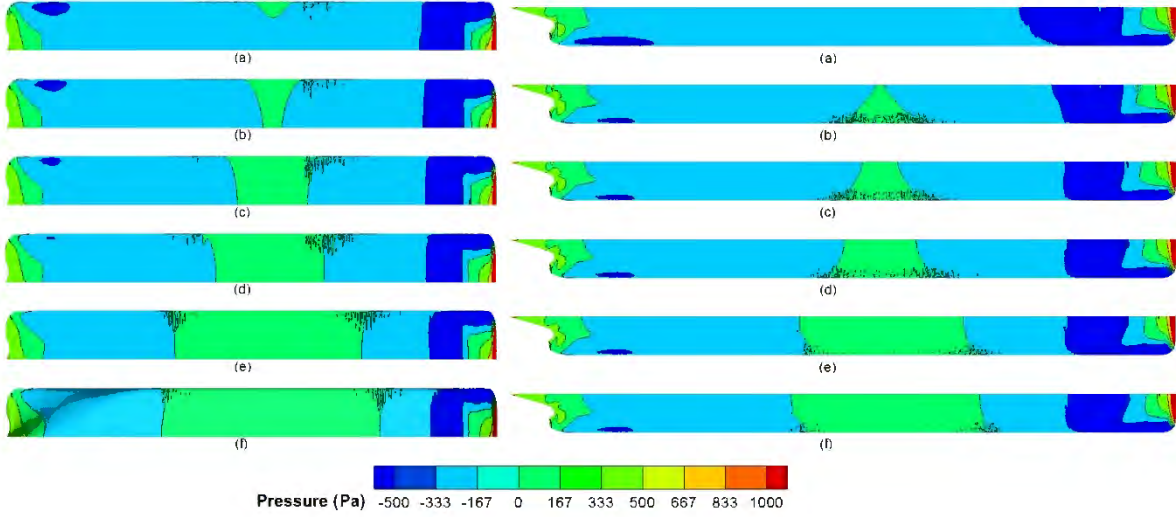 (a) (a)
(b) (b)
(c) (c)
(d) (d)
(e) (e)
(f) (f)
Pressure (Pa) -500 -333 -167 0 167 333 500 667 833 1000